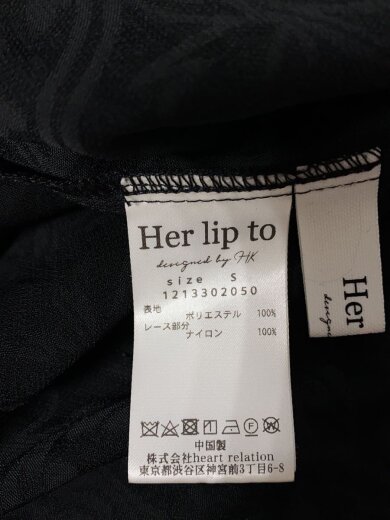 Her lip to
designed by HK
size S
1213302050
表地
ポリエステル 100%
レース部分
ナイロン 100%
中国製
株式会社heart relation
東京都渋谷区神宮前3丁目6-8
Her
designed